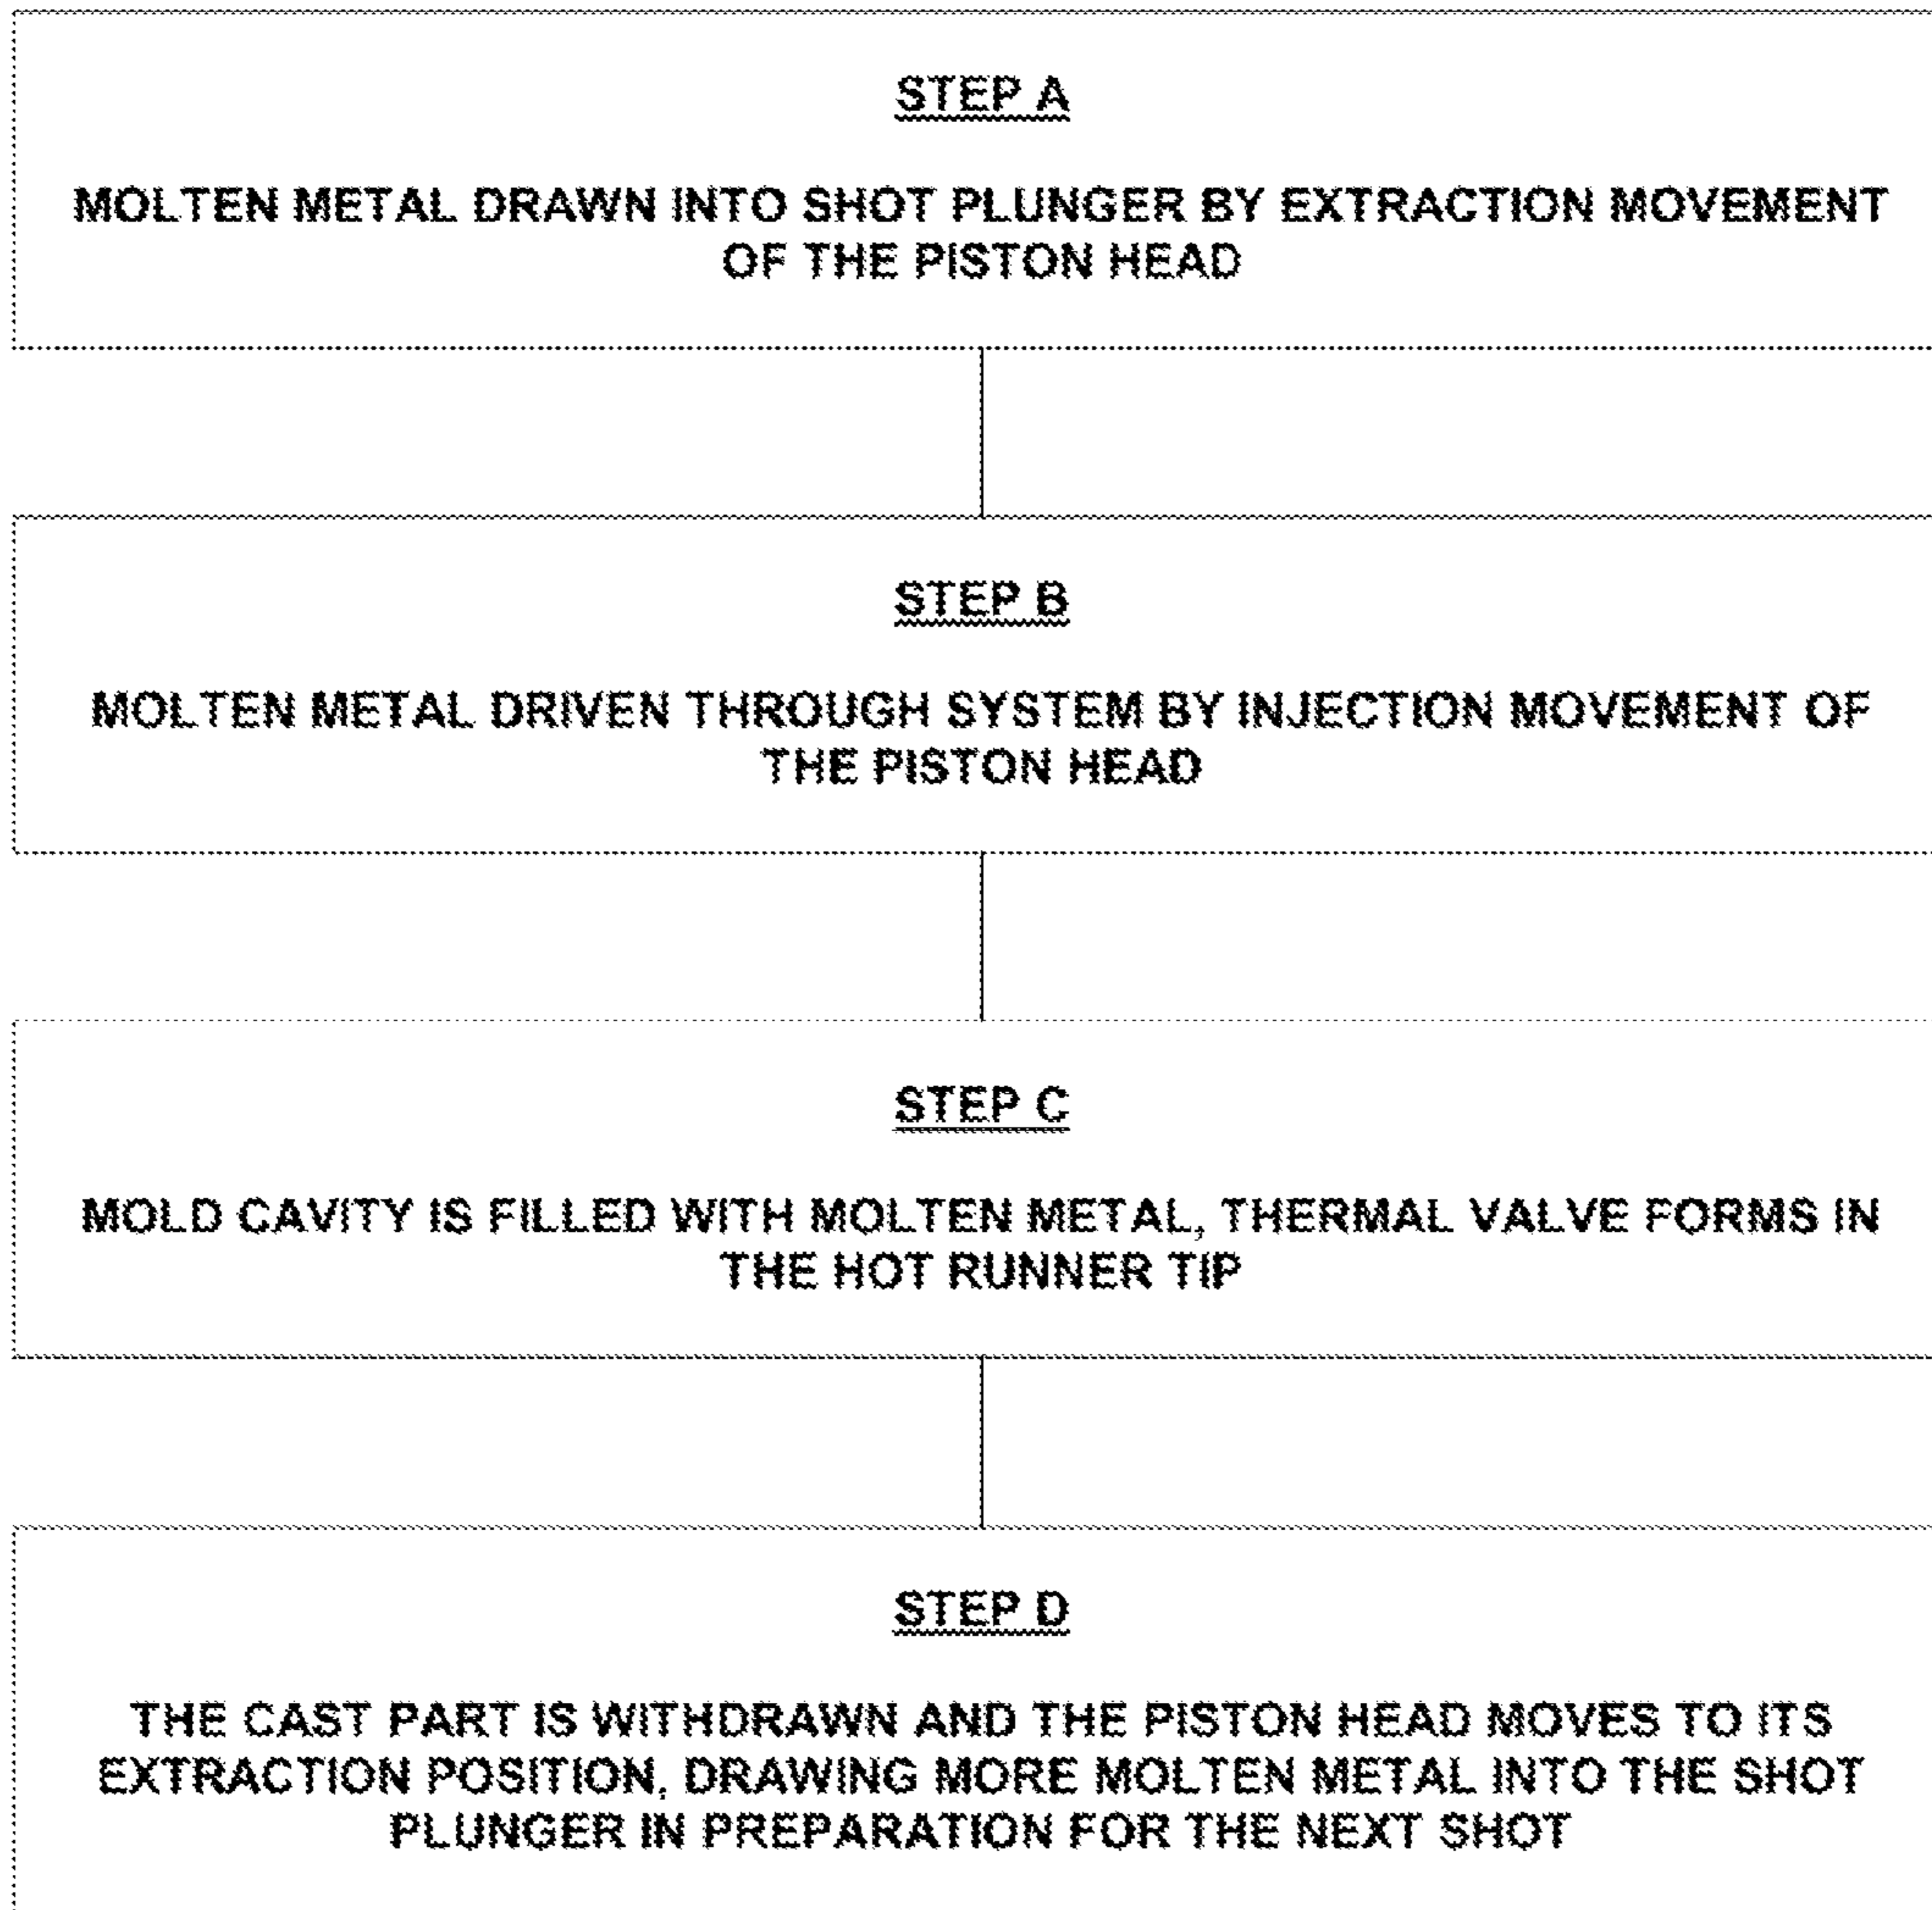 STEP A
MOLTEN METAL DRAWN INTO SHOT PLUNGER BY EXTRACTION MOVEMENT
OF THE PISTON HEAD
STEP B
MOLTEN METAL DRIVEN THROUGH SYSTEM BY INJECTION MOVEMENT OF
THE PISTON HEAD
STEP C
MOLD CAVITY IS FILLED WITH MOLTEN METAL, THERMAL VALVE FORMS IN
THE HOT RUNNER TIP
STEP D
THE CAST PART IS WITHDRAWN AND THE PISTON HEAD MOVES TO ITS
EXTRACTION POSITION, DRAWING MORE MOLTEN METAL INTO THE SHOT
PLUNGER IN PREPARATION FOR THE NEXT SHOT